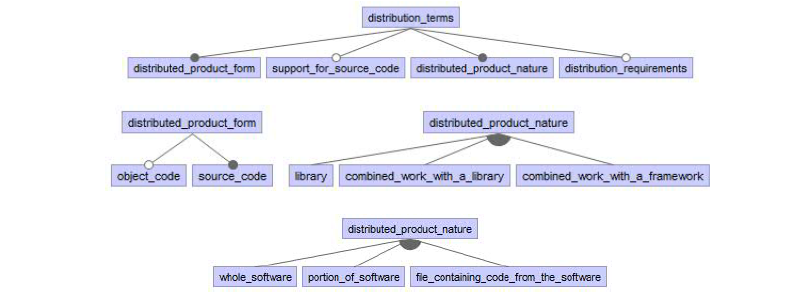 distribution_terms
distributed_product_form support_for_source_code distributed_product_nature distribution_requirements
distributed_product_form distributed_product_nature
object_code source_code library combined_work_with_a_library combined_work_with_a_framework
distributed_product_nature
whole_software portion_of_software file_containing_code_from_the_software